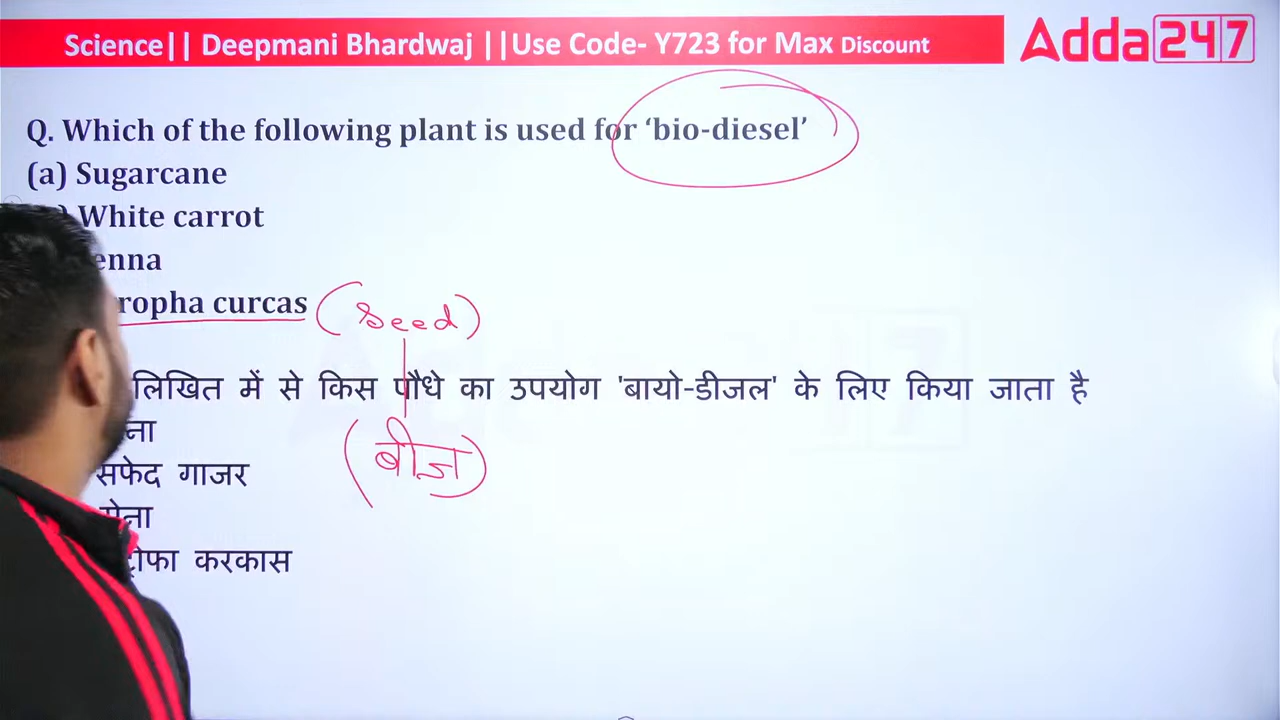 Science|| Deepmani Bhardwaj ||Use Code- Y723 for Max Discount
Adda247
Q. Which of the following plant is used for ‘bio-diesel’
(a) Sugarcane
White carrot
enna
ropha curcas (Seed)
लिखित में से किस पौधे का उपयोग 'बायो-डीजल' के लिए किया जाता है
ना
(बीज)
सफेद गाजर
सेना
ट्रोफा करकास